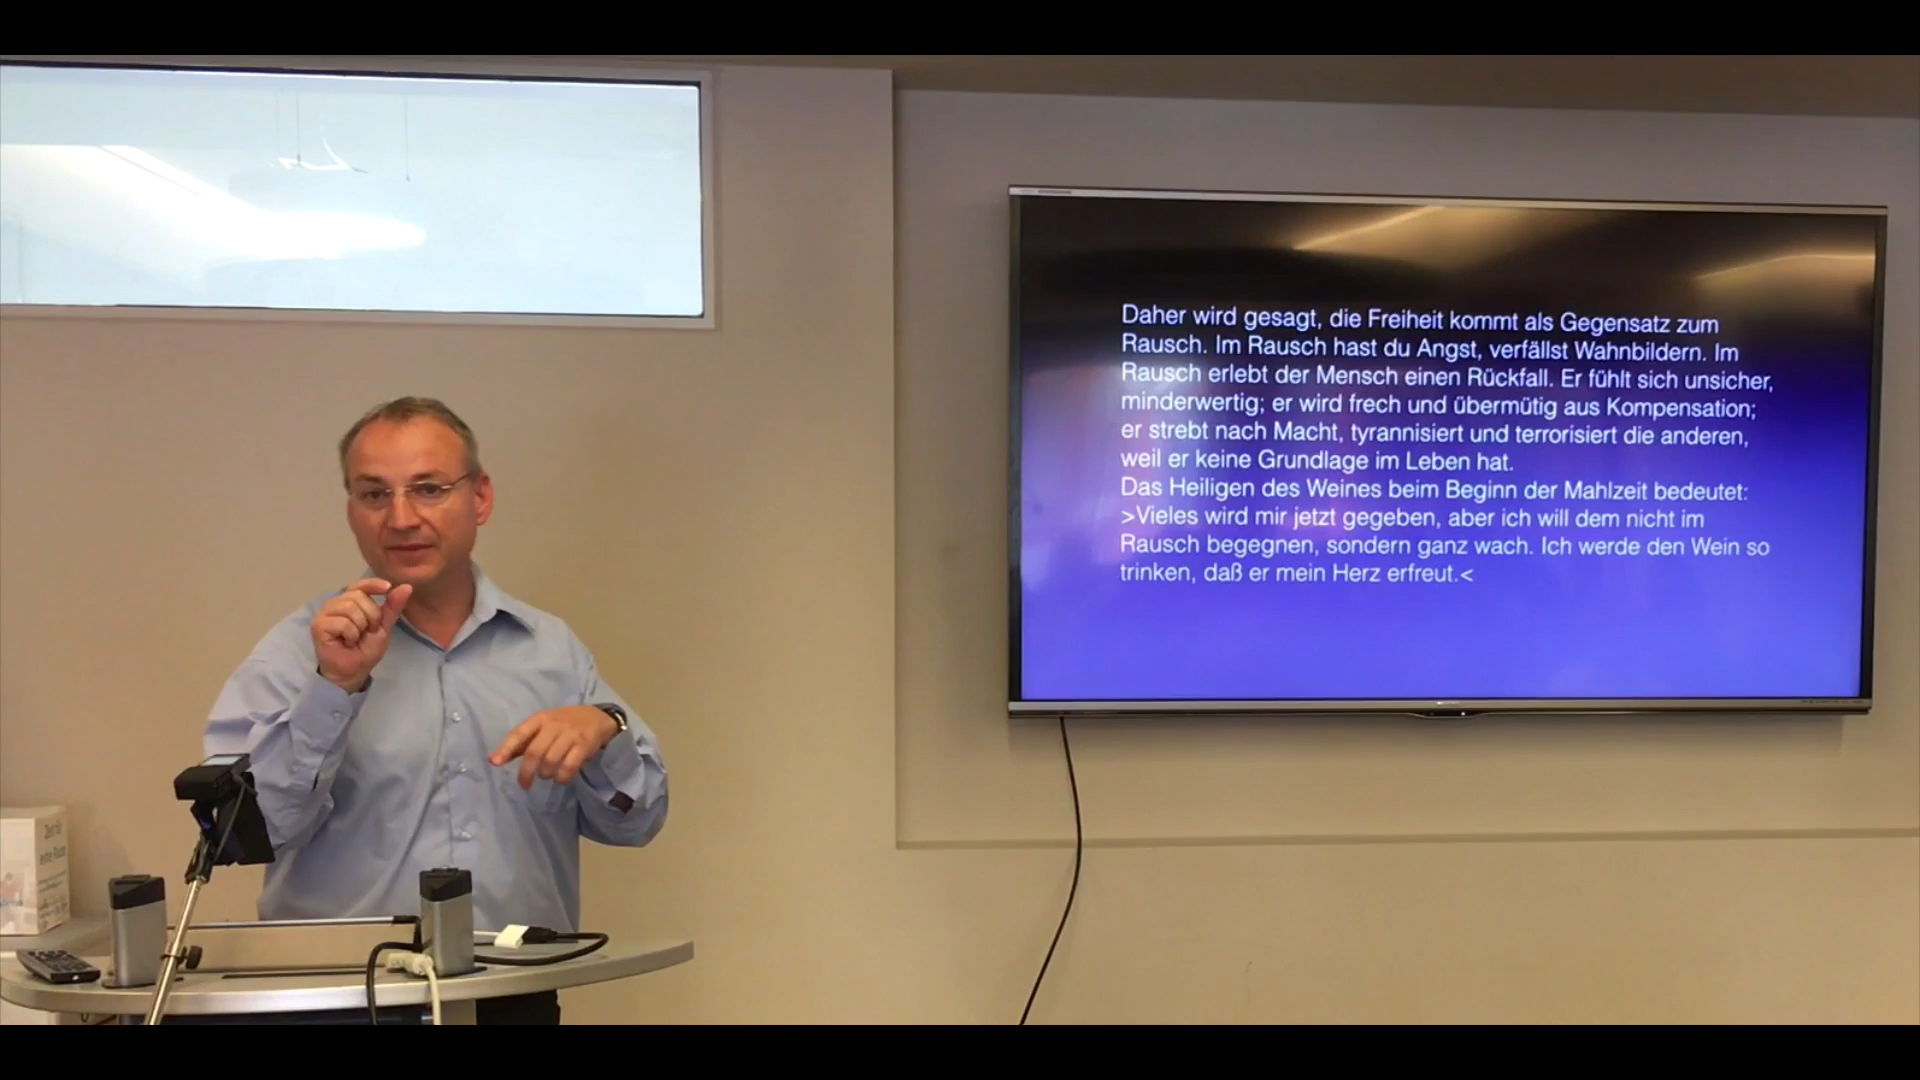 Daher wird gesagt, die Freiheit kommt als Gegensatz zum
Rausch. Im Rausch hast du Angst, verfällst Wahnbildern. Im
Rausch erlebt der Mensch einen Rückfall. Er fühlt sich unsicher,
minderwertig; er wird frech und übermütig aus Kompensation;
er strebt nach Macht, tyrannisiert und terrorisiert die anderen,
weil er keine Grundlage im Leben hat.
Das Heiligen des Weines beim Beginn der Mahlzeit bedeutet:
>Vieles wird mir jetzt gegeben, aber ich will dem nicht im
Rausch begegnen, sondern ganz wach. Ich werde den Wein so
trinken, daß er mein Herz erfreut.<
Zeit für
eine